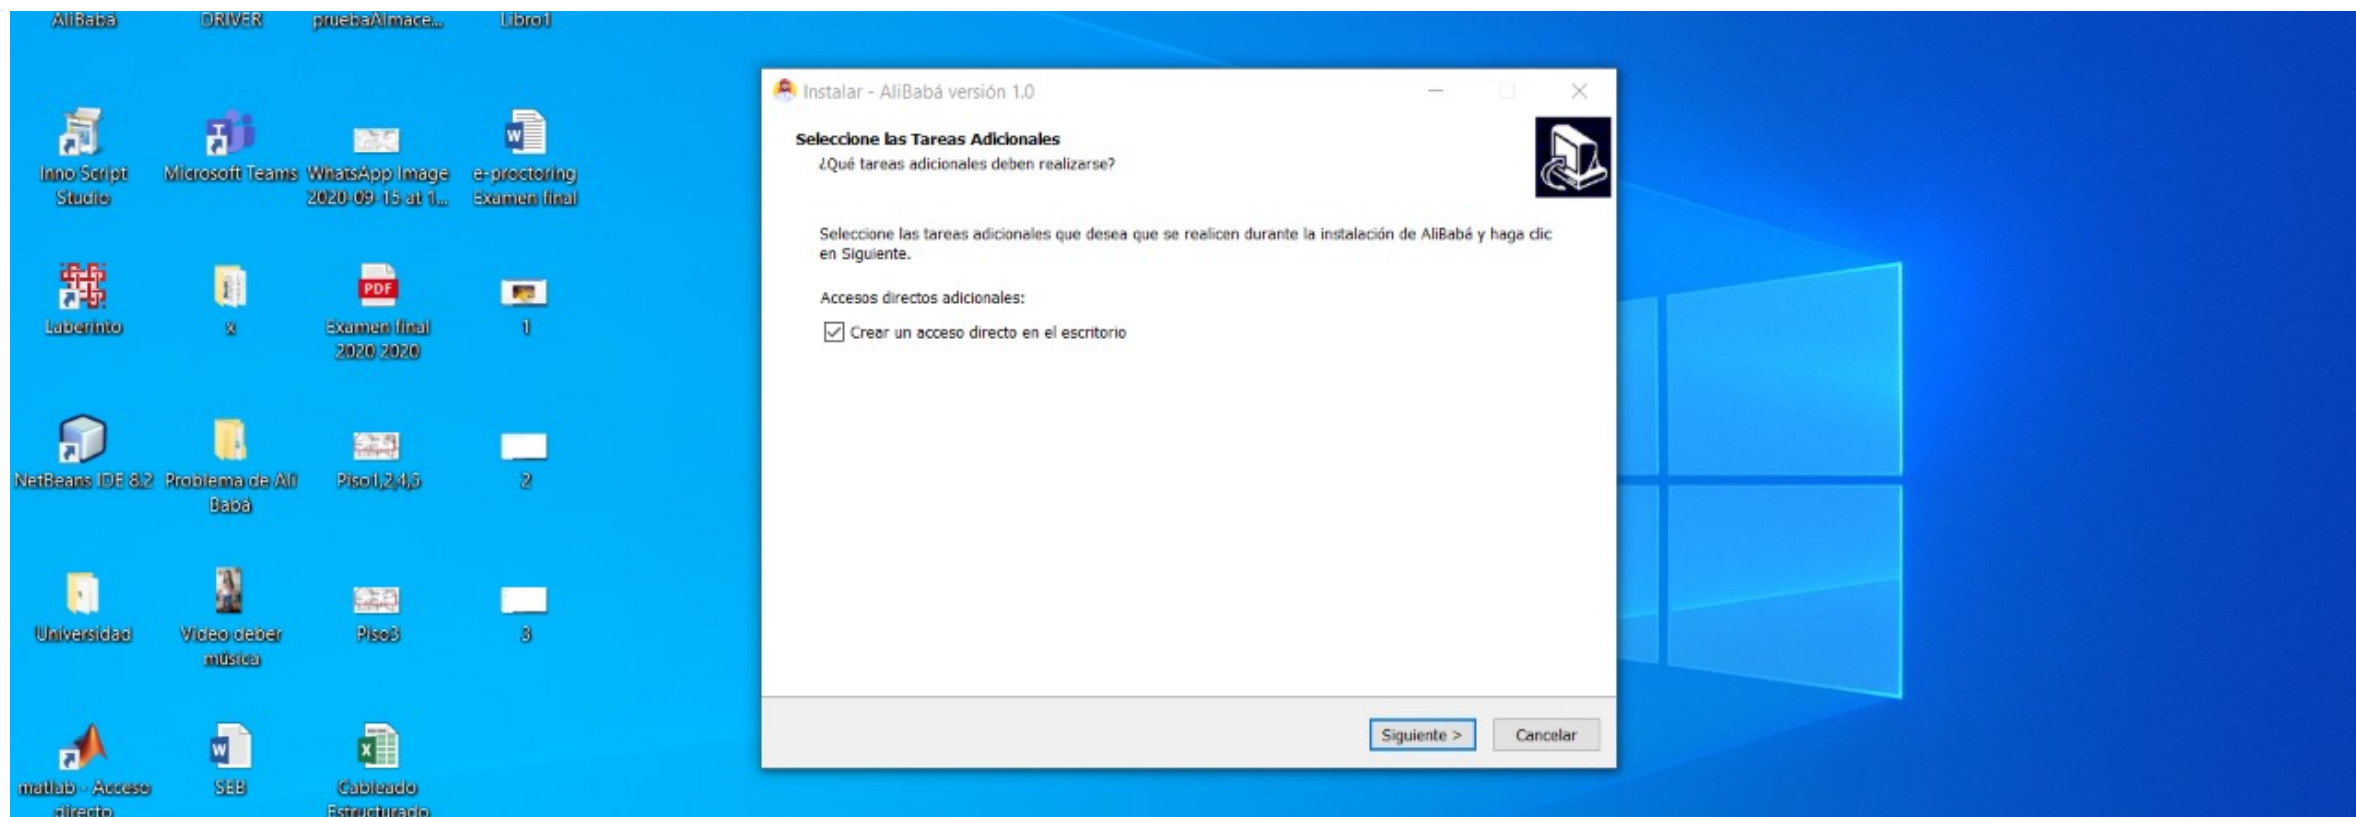 AliBabá
DRIVER
pruebaAlmace...
Libro1
Inno Script
Studio
Microsoft Teams
WhatsApp Image
2020-09-15 at 1...
e-proctoring
Examen final
Laberinto
x
PDF
Examen final
2020 2020
1
NetBeans IDE 8.2
Problema de Ali
Babá
Piso1,2,4,5
2
Universidad
Video deber
música
Piso3
3
matlab - Acceso
directo
SEB
Cableado
Estructurado
Instalar - AliBabá versión 1.0
Seleccione las Tareas Adicionales
¿Qué tareas adicionales deben realizarse?
Seleccione las tareas adicionales que desea que se realicen durante la instalación de AliBabá y haga clic
en Siguiente.
Accesos directos adicionales:
Crear un acceso directo en el escritorio
Siguiente >
Cancelar